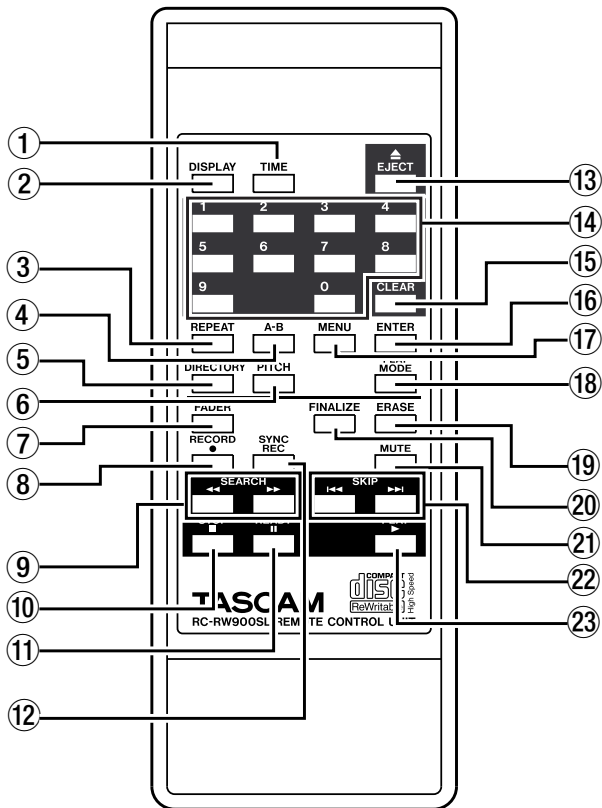 1
DISPLAY TIME
EJECT
2
13
1 2 3 4
14
5 6 7 8
3
15
9 0 CLEAR
4
16
REPEAT A-B MENU ENTER
17
5
DIRECTORY PITCH MODE
18
6
FADER FINALIZE ERASE
7
RECORD SYNC REC MUTE
19
8
20
SEARCH SKIP
21
9
22
10
TASCAM
COMPACT disc ReWritable High Speed
23
RC-RW900SL REMOTE CONTROL UNIT
11
12